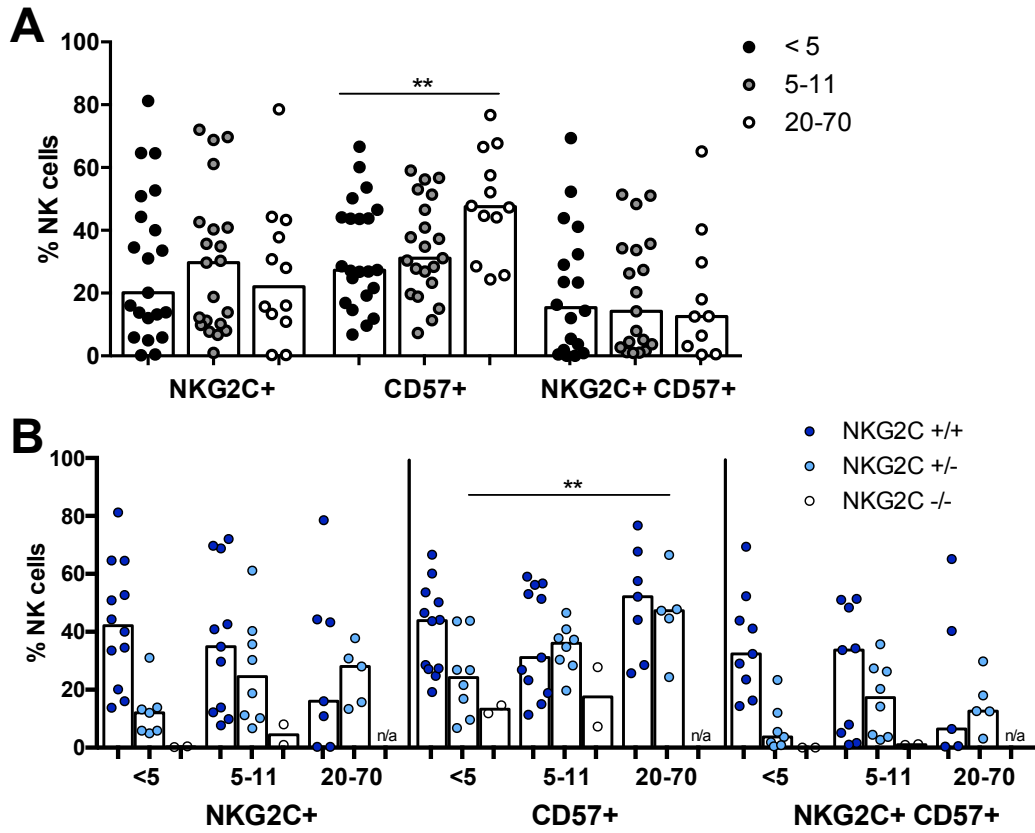 A
100
80
60
40
20
0
% NK cells
**
< 5
5-11
20-70
NKG2C+ CD57+ NKG2C+ CD57+
B
100
80
60
40
20
0
% NK cells
**
NKG2C +/+
NKG2C +/-
NKG2C -/-
n/a n/a n/a
<5 5-11 20-70 <5 5-11 20-70 <5 5-11 20-70
NKG2C+ CD57+ NKG2C+ CD57+